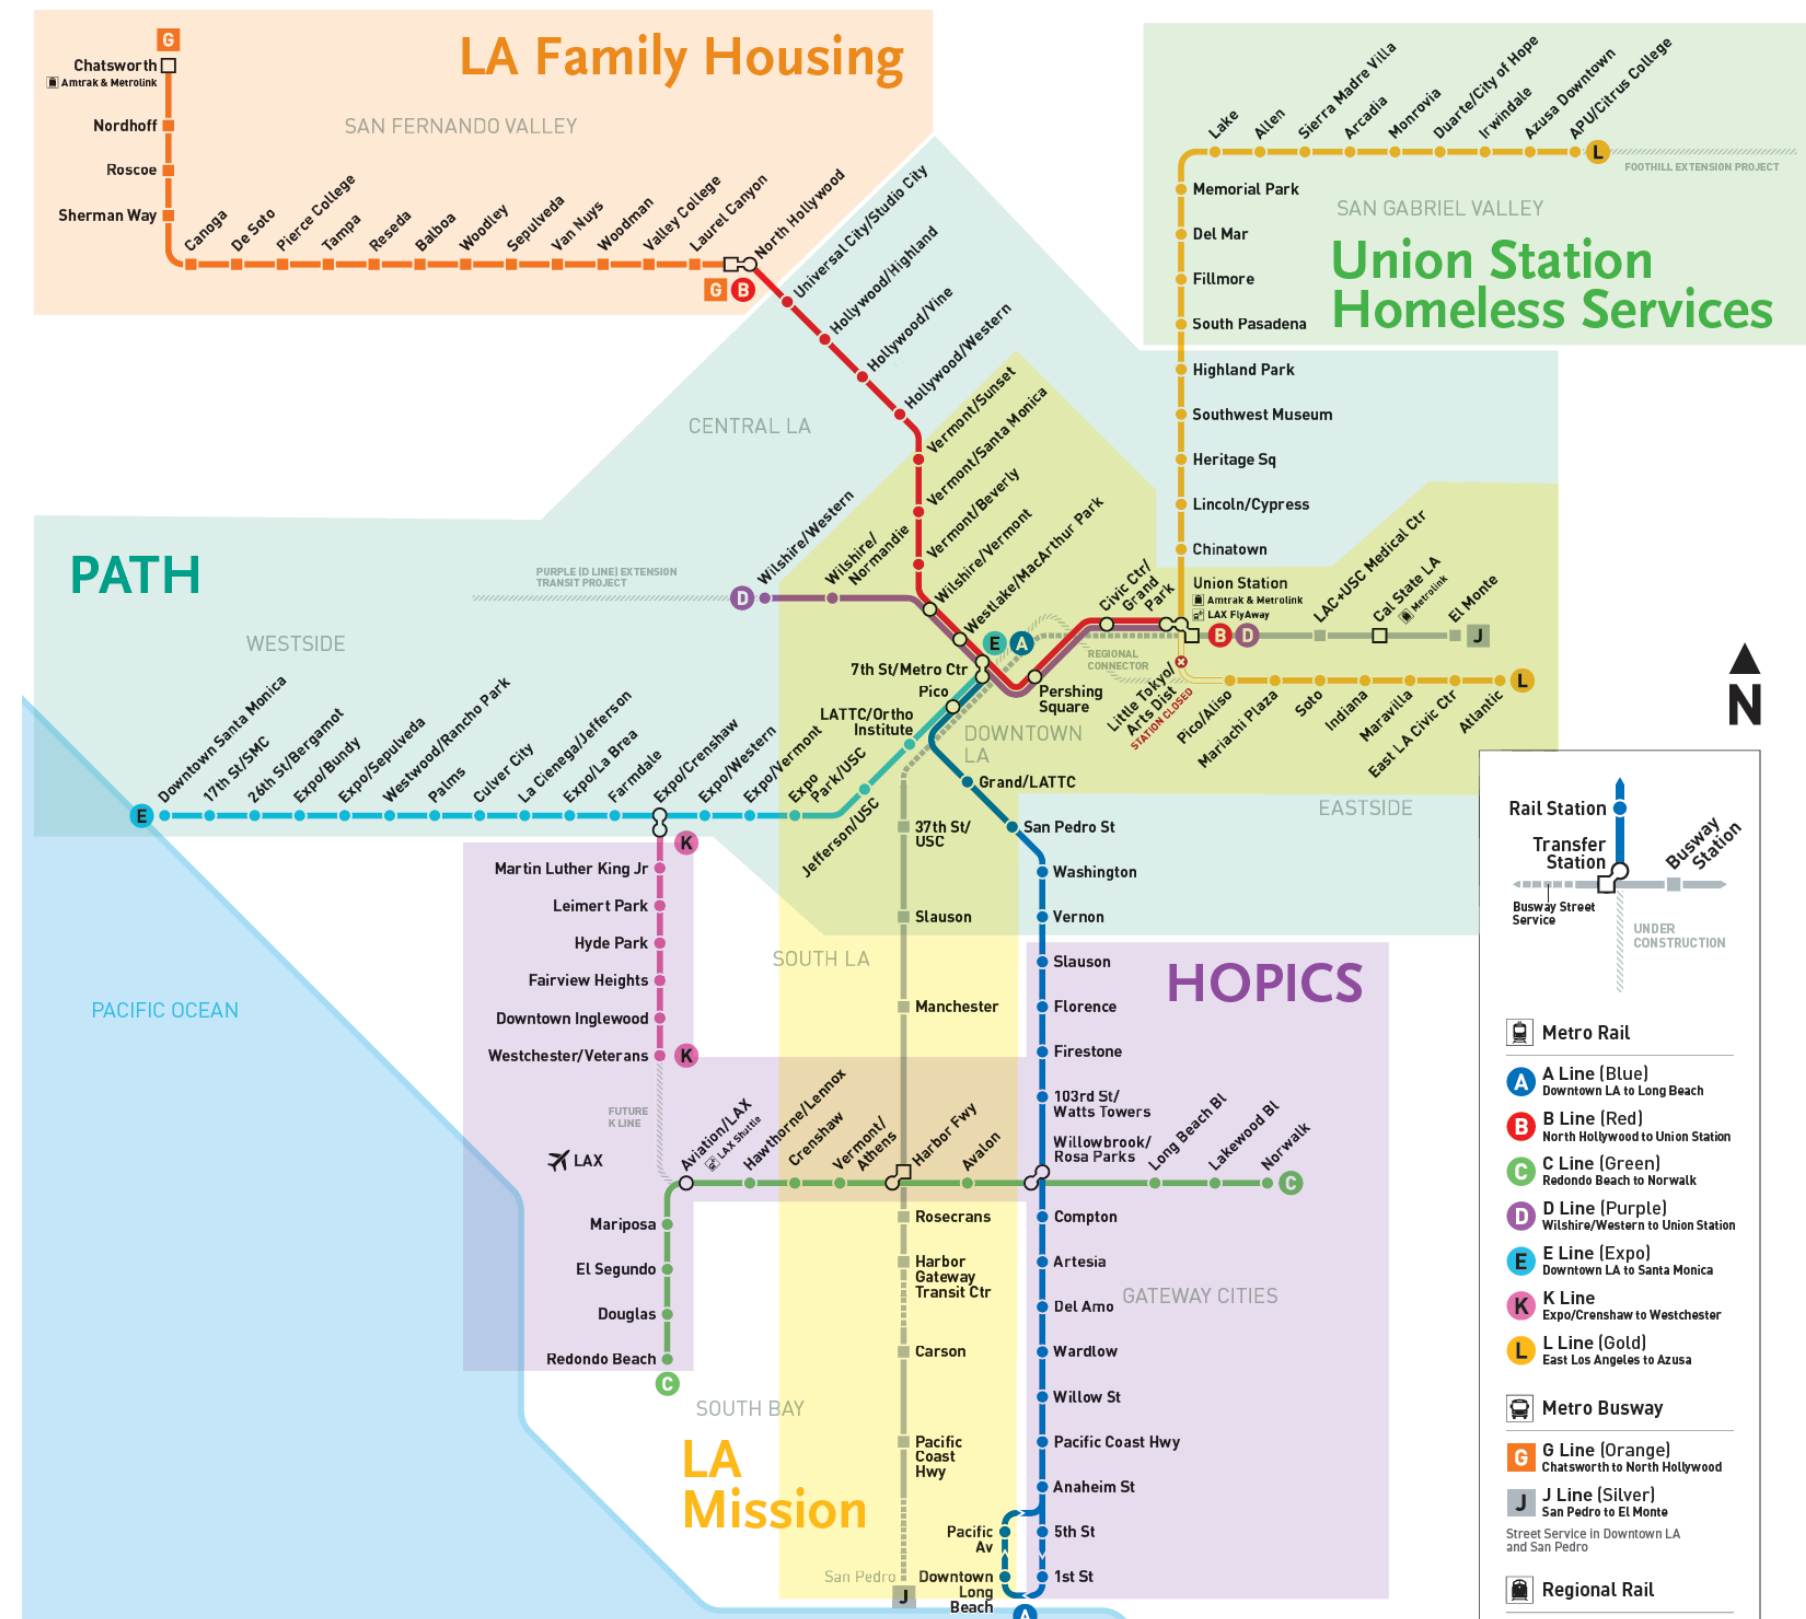 G
LA Family Housing
Chatsworth
Amtrak & Metrolink
SAN FERNANDO VALLEY
Nordhoff
Roscoe
Sherman Way
Canoga
De Soto
Pierce College
Tampa
Reseda
Balboa
Woodley
Sepulveda
Van Nuys
Woodman
Valley College
Laurel Canyon
North Hollywood
G
B
Universal City/Studio City
Hollywood/Highland
Hollywood/Vine
Hollywood/Western
Lake
Allen
Sierra Madre Villa
Arcadia
Monrovia
Duarte/City of Hope
Irwindale
Azusa Downtown
APU/Citrus College
L
FOOTHILL EXTENSION PROJECT
Memorial Park
SAN GABRIEL VALLEY
Del Mar
Union Station
Homeless Services
Fillmore
South Pasadena
Highland Park
Southwest Museum
Heritage Sq
Lincoln/Cypress
Chinatown
CENTRAL LA
Vermont/Sunset
Vermont/Santa Monica
Vermont/Beverly
Wilshire/Vermont
Westlake/MacArthur Park
PATH
PURPLE (D LINE) EXTENSION
TRANSIT PROJECT
D
Wilshire/Western
Wilshire/
Normandie
WESTSIDE
Civic Ctr/
Grand
Park
Union Station
Amtrak & Metrolink
LAX FlyAway
B
D
LAC+USC Medical Ctr
Cal State LA
Metrolink
El Monte
J
E
A
REGIONAL
CONNECTOR
7th St/Metro Ctr
Pico
Pershing
Square
LATTC/Ortho
Institute
DOWNTOWN
LA
Little Tokyo/
Arts Dist
STATION CLOSED
Pico/Aliso
Mariachi Plaza
Soto
Indiana
Maravilla
East LA Civic Ctr
Atlantic
L
N
E
Downtown Santa Monica
17th St/SMC
26th St/Bergamot
Expo/Bundy
Expo/Sepulveda
Westwood/Rancho Park
Palms
Culver City
La Cienega/Jefferson
Expo/La Brea
Farmdale
Expo/Crenshaw
Expo/Western
Expo/Vermont
Expo
Park/USC
Jefferson/USC
Grand/LATTC
EASTSIDE
San Pedro St
37th St/
USC
Washington
Vernon
Slauson
SOUTH LA
K
Martin Luther King Jr
Leimert Park
Hyde Park
Fairview Heights
Downtown Inglewood
Westchester/Veterans
K
PACIFIC OCEAN
HOPICS
Slauson
Florence
Manchester
Firestone
103rd St/
Watts Towers
Willowbrook/
Rosa Parks
FUTURE
K LINE
LAX
Aviation/LAX
LAX Shuttle
Hawthorne/Lennox
Crenshaw
Vermont/
Athens
Harbor Fwy
Avalon
Long Beach Bl
Lakewood Bl
Norwalk
C
Mariposa
El Segundo
Douglas
Redondo Beach
C
Rosecrans
Harbor
Gateway
Transit Ctr
Carson
Pacific
Coast
Hwy
Compton
Artesia
Del Amo
GATEWAY CITIES
Wardlow
Willow St
Pacific Coast Hwy
Anaheim St
5th St
1st St
Pacific
Av
Downtown
Long
Beach
A
SOUTH BAY
LA
Mission
San Pedro
J
Rail Station
Transfer
Station
Busway
Station
Busway Street
Service
UNDER
CONSTRUCTION
Metro Rail
A
A Line (Blue)
Downtown LA to Long Beach
B
B Line (Red)
North Hollywood to Union Station
C
C Line (Green)
Redondo Beach to Norwalk
D
D Line (Purple)
Wilshire/Western to Union Station
E
E Line (Expo)
Downtown LA to Santa Monica
K
K Line
Expo/Crenshaw to Westchester
L
L Line (Gold)
East Los Angeles to Azusa
Metro Busway
G
G Line (Orange)
Chatsworth to North Hollywood
J
J Line (Silver)
San Pedro to El Monte
Street Service in Downtown LA
and San Pedro
Regional Rail